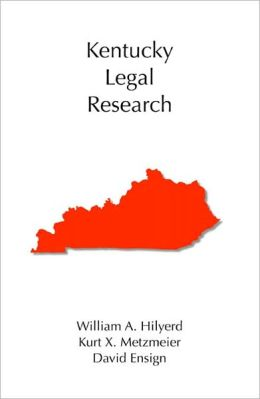 Kentucky
Legal
Research
William A. Hilyerd
Kurt X. Metzmeier
David Ensign